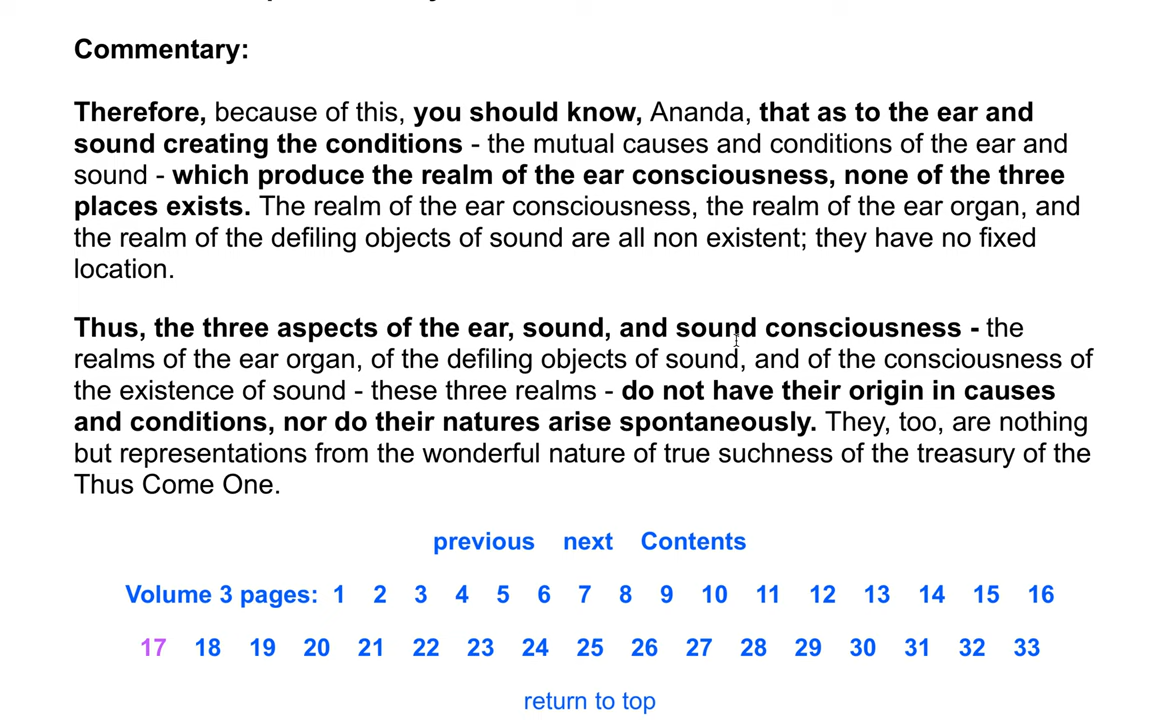 Commentary:
Therefore, because of this, you should know, Ananda, that as to the ear and
sound creating the conditions - the mutual causes and conditions of the ear and
sound - which produce the realm of the ear consciousness, none of the three
places exists. The realm of the ear consciousness, the realm of the ear organ, and
the realm of the defiling objects of sound are all non existent; they have no fixed
location.
Thus, the three aspects of the ear, sound, and sound consciousness - the
realms of the ear organ, of the defiling objects of sound, and of the consciousness of
the existence of sound - these three realms - do not have their origin in causes
and conditions, nor do their natures arise spontaneously. They, too, are nothing
but representations from the wonderful nature of true suchness of the treasury of the
Thus Come One.
previous next Contents
Volume 3 pages: 1 2 3 4 5 6 7 8 9 10 11 12 13 14 15 16
17 18 19 20 21 22 23 24 25 26 27 28 29 30 31 32 33
return to top